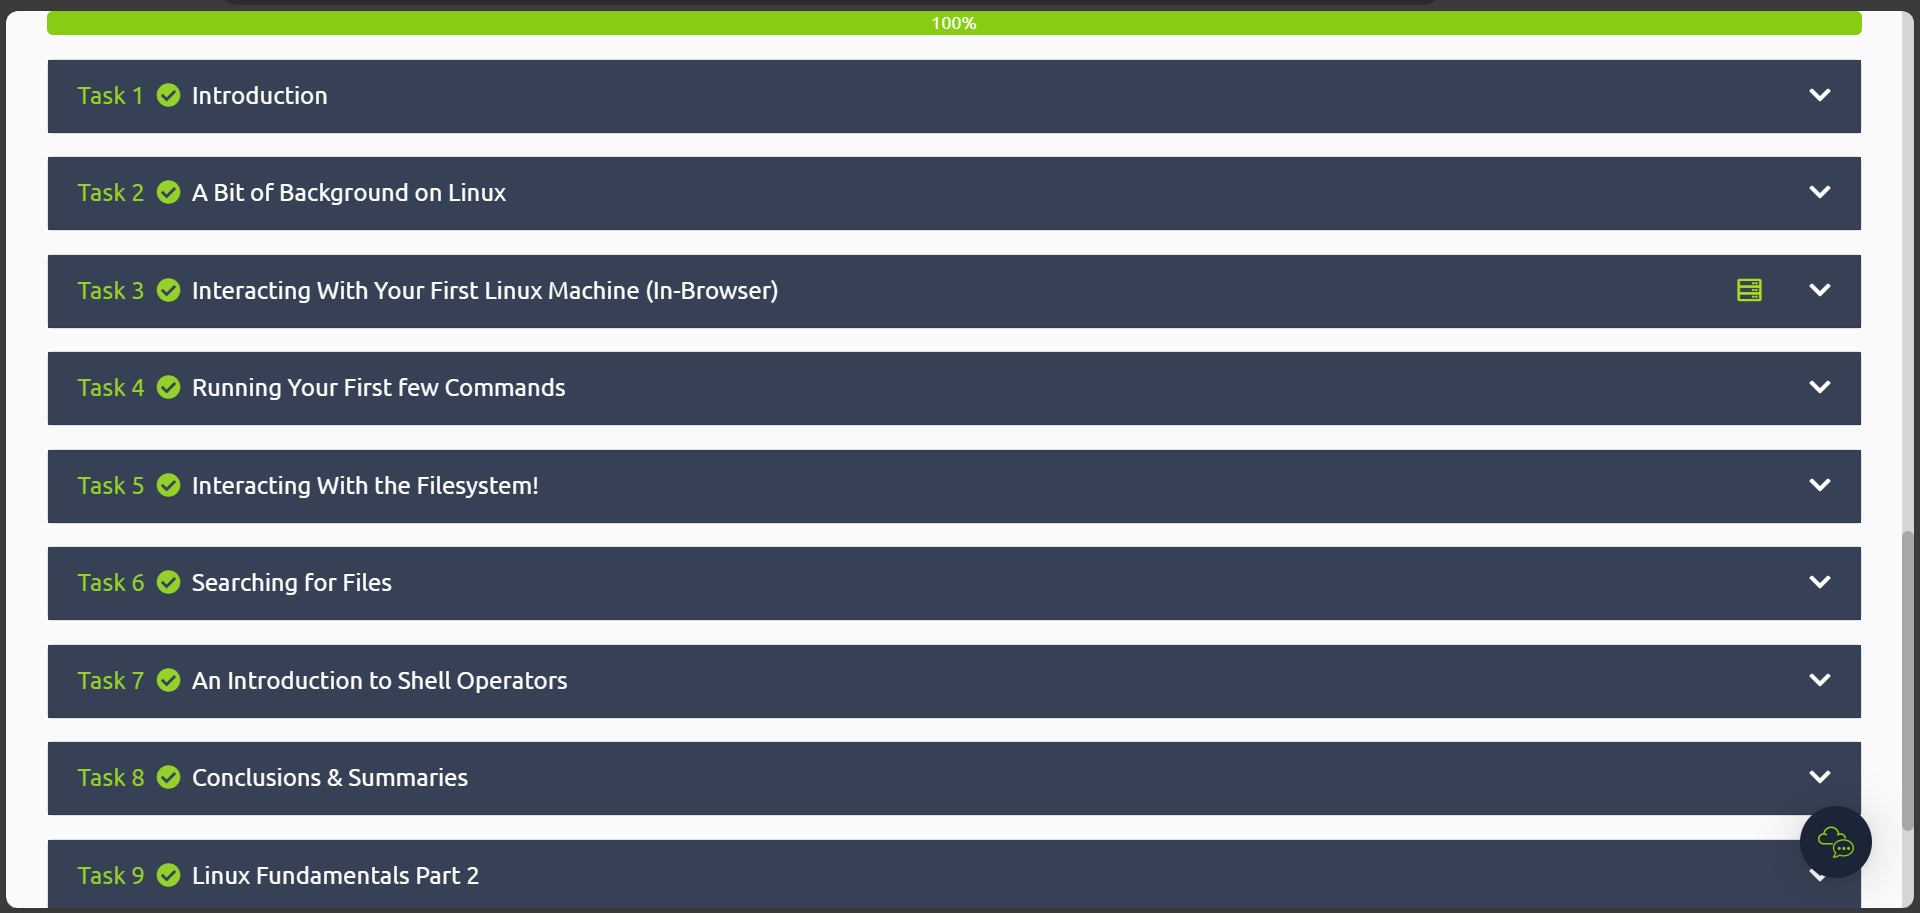 100%
Task 1 Introduction
Task 2 A Bit of Background on Linux
Task 3 Interacting With Your First Linux Machine (In-Browser)
Task 4 Running Your First few Commands
Task 5 Interacting With the Filesystem!
Task 6 Searching for Files
Task 7 An Introduction to Shell Operators
Task 8 Conclusions & Summaries
Task 9 Linux Fundamentals Part 2